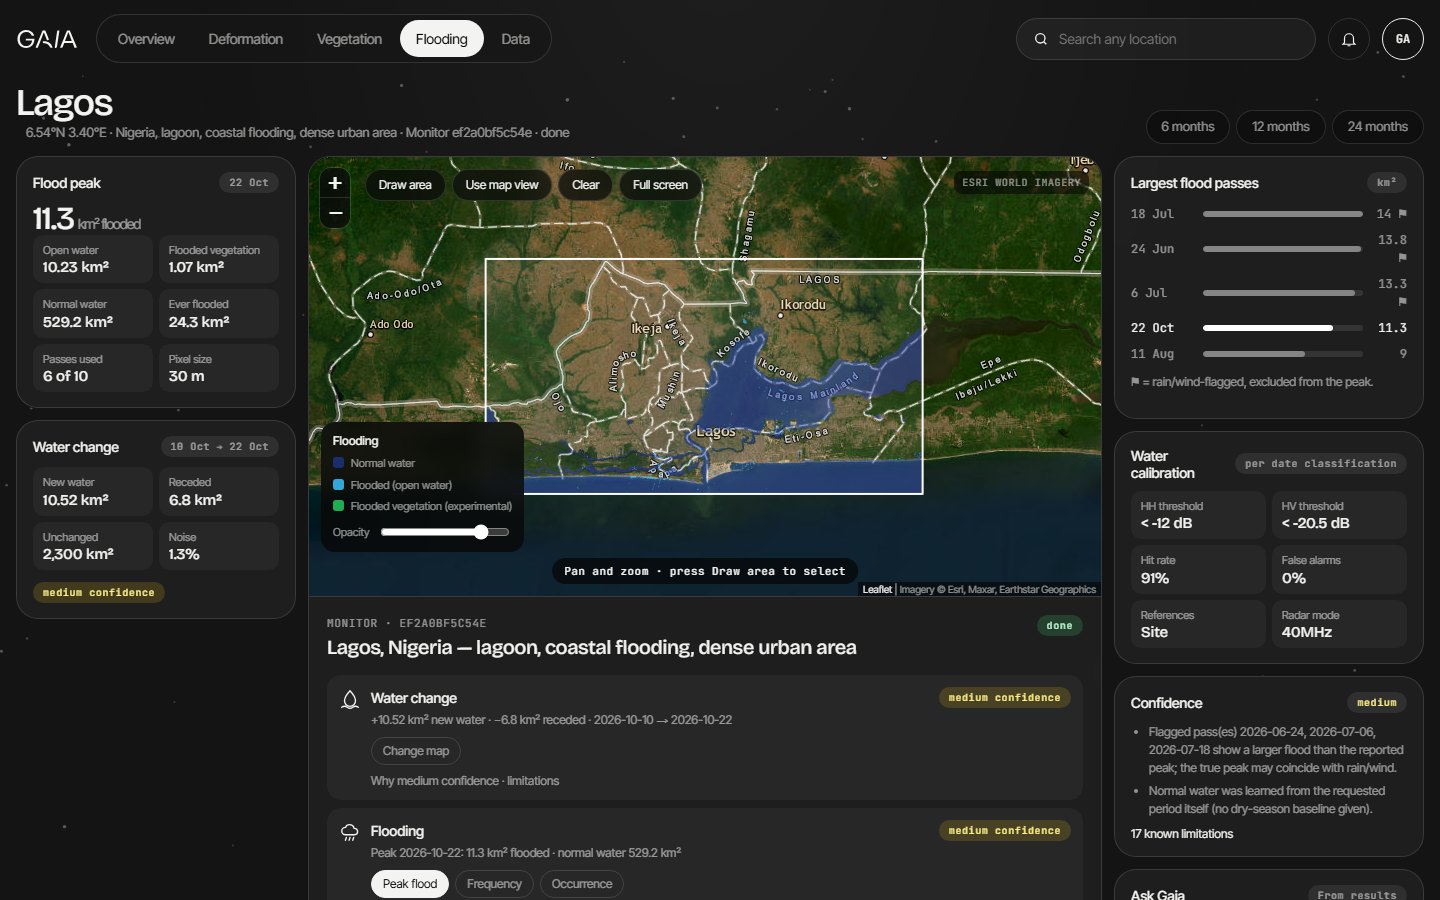 GAIA
Overview
Deformation
Vegetation
Flooding
Data
Search any location
GA
Lagos
6.54°N 3.40°E · Nigeria, lagoon, coastal flooding, dense urban area · Monitor ef2a0bf5c54e · done
6 months
12 months
24 months
Flood peak
22 Oct
11.3 km² flooded
Open water
10.23 km²
Flooded vegetation
1.07 km²
Normal water
529.2 km²
Ever flooded
24.3 km²
Passes used
6 of 10
Pixel size
30 m
Water change
10 Oct → 22 Oct
New water
10.52 km²
Receded
6.8 km²
Unchanged
2,300 km²
Noise
1.3%
medium confidence
+
−
Draw area
Use map view
Clear
Full screen
ESRI WORLD IMAGERY
Shagamu
Odogbolu
Ado-Odo/Ota
Ado Odo
LAGOS
Ikorodu
Ikeja
Ikeja
Kosofe
Ikorodu
Alimosho
Mushin
Ojo
Lagos Mainland
Epe
Ibeju/Lekki
Lagos
Eti-Osa
Flooding
Normal water
Flooded (open water)
Flooded vegetation (experimental)
Opacity
Pan and zoom · press Draw area to select
Leaflet | Imagery © Esri, Maxar, Earthstar Geographics
MONITOR · EF2A0BF5C54E
done
Lagos, Nigeria — lagoon, coastal flooding, dense urban area
Water change
medium confidence
+10.52 km² new water · −6.8 km² receded · 2026-10-10 → 2026-10-22
Change map
Why medium confidence · limitations
Flooding
medium confidence
Peak 2026-10-22: 11.3 km² flooded · normal water 529.2 km²
Peak flood
Frequency
Occurrence
Largest flood passes
km²
18 Jul
14 ⚑
24 Jun
13.8
⚑
6 Jul
13.3
⚑
22 Oct
11.3
11 Aug
9
⚑ = rain/wind-flagged, excluded from the peak.
Water
calibration
per date classification
HH threshold
< -12 dB
HV threshold
< -20.5 dB
Hit rate
91%
False alarms
0%
References
Site
Radar mode
40MHz
Confidence
medium
• Flagged pass(es) 2026-06-24, 2026-07-06,
2026-07-18 show a larger flood than the reported
peak; the true peak may coincide with rain/wind.
• Normal water was learned from the requested
period itself (no dry-season baseline given).
17 known limitations
Ask Gaia
From results